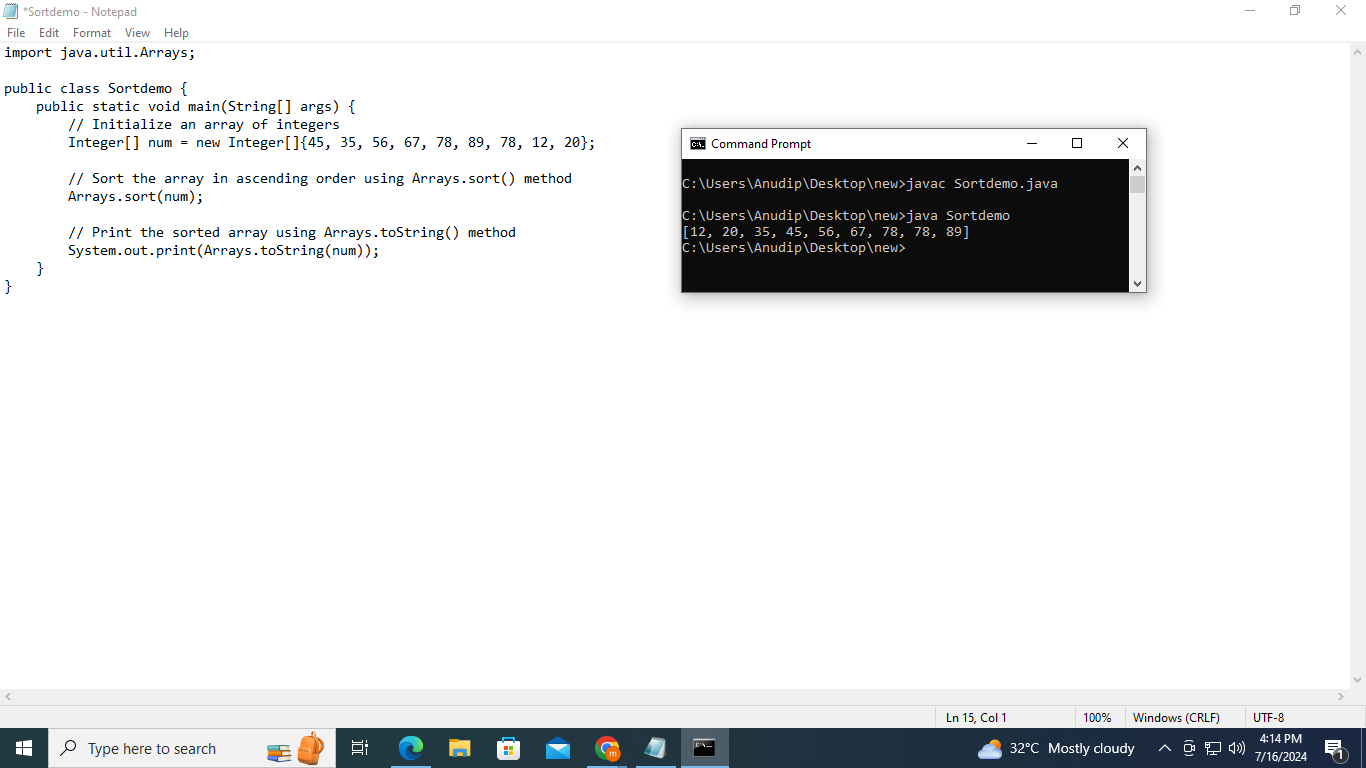 *Sortdemo - Notepad
File Edit Format View Help
import java.util.Arrays;
public class Sortdemo {
public static void main(String[] args) {
// Initialize an array of integers
Integer[] num = new Integer[]{45, 35, 56, 67, 78, 89, 78, 12, 20};
// Sort the array in ascending order using Arrays.sort() method
Arrays.sort(num);
// Print the sorted array using Arrays.toString() method
System.out.print(Arrays.toString(num));
}
}
Command Prompt
C:\Users\Anudip\Desktop\new>javac Sortdemo.java
C:\Users\Anudip\Desktop\new>java Sortdemo
[12, 20, 35, 45, 56, 67, 78, 78, 89]
C:\Users\Anudip\Desktop\new>
Ln 15, Col 1 100% Windows (CRLF) UTF-8
Type here to search
32°C Mostly cloudy
4:14 PM
7/16/2024
1